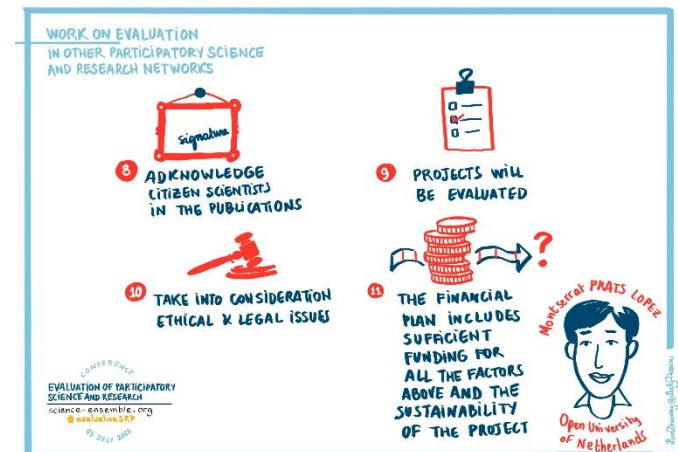 WORK ON EVALUATION
IN OTHER PARTICIPATORY SCIENCE
AND RESEARCH NETWORKS
signature
8 ADKNOWLEDGE
CITIZEN SCIENTISTS
IN THE PUBLICATIONS
9 PROJECTS WILL
BE EVALUATED
10 TAKE INTO CONSIDERATION
ETHICAL & LEGAL ISSUES
?
11 THE FINANCIAL
PLAN INCLUDES
SUFFICIENT
FUNDING FOR
ALL THE FACTORS
ABOVE AND THE
SUSTAINABILITY
OF THE PROJECT
Montserrat PRATS LOPEZ
Open University
of Netherlands
CONFERENCE
EVALUATION OF PARTICIPATORY
SCIENCE AND RESEARCH
science-ensemble.org
#evaluationSRP
05 JULY